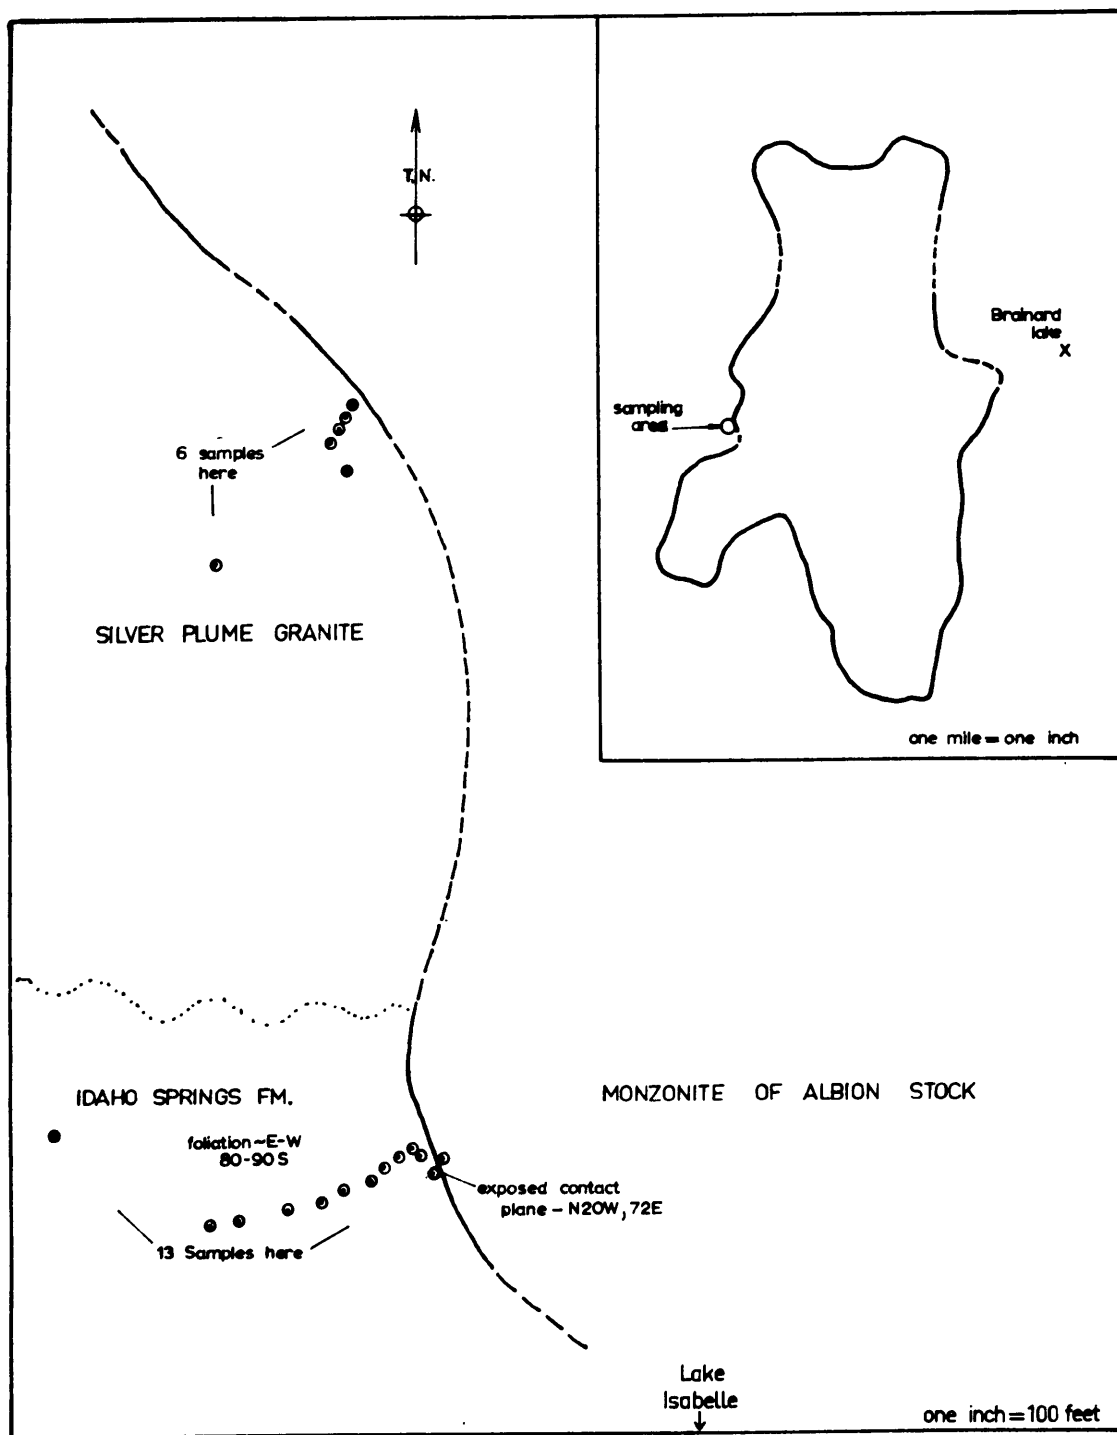 T.N.
Brainard
lake
X
sampling
area
6 samples
here
SILVER PLUME GRANITE
one mile = one inch
IDAHO SPRINGS FM.
MONZONITE OF ALBION STOCK
foliation ~E-W
80-90 S
exposed contact
plane - N20W, 72E
13 Samples here
Lake
Isabelle
one inch = 100 feet